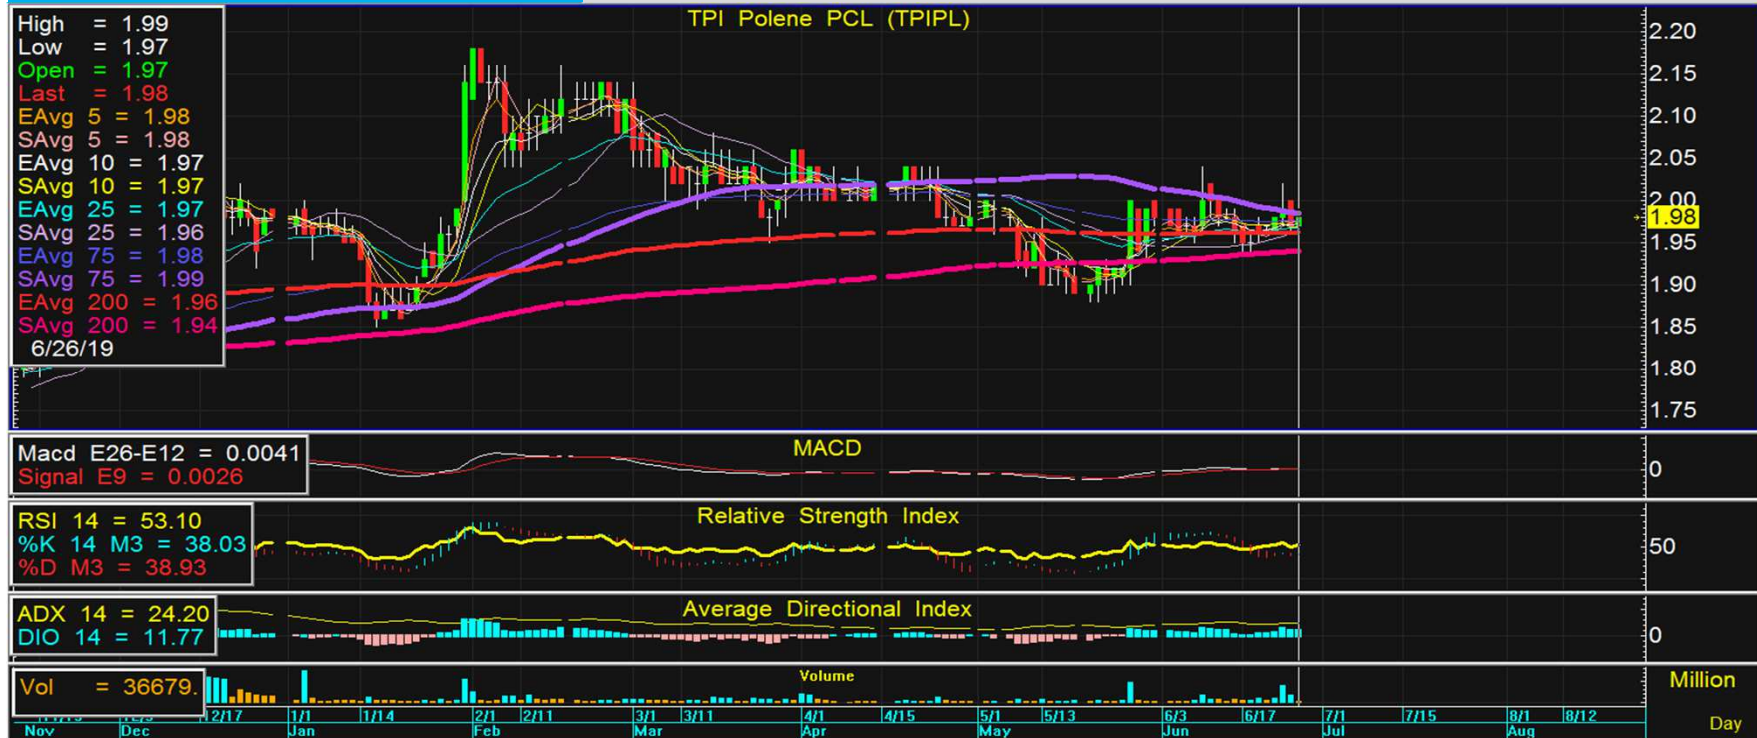 TPI Polene PCL (TPIPL)
High = 1.99
Low = 1.97
Open = 1.97
Last = 1.98
EAvg 5 = 1.98
SAvg 5 = 1.98
EAvg 10 = 1.97
SAvg 10 = 1.97
EAvg 25 = 1.97
SAvg 25 = 1.96
EAvg 75 = 1.98
SAvg 75 = 1.99
EAvg 200 = 1.96
SAvg 200 = 1.94
6/26/19
2.20
2.15
2.10
2.05
2.00
1.98
1.95
1.90
1.85
1.80
1.75
MACD
Macd E26-E12 = 0.0041
Signal E9 = 0.0026
0
Relative Strength Index
RSI 14 = 53.10
%K 14 M3 = 38.03
%D M3 = 38.93
50
Average Directional Index
ADX 14 = 24.20
DIO 14 = 11.77
0
Volume
Vol = 36679.
Million
12/17 1/1 1/14 2/1 2/11 3/1 3/11 4/1 4/15 5/1 5/13 6/3 6/17 7/1 7/15 8/1 8/12
Nov Dec Jan Feb Mar Apr May Jun Jul Aug
Day